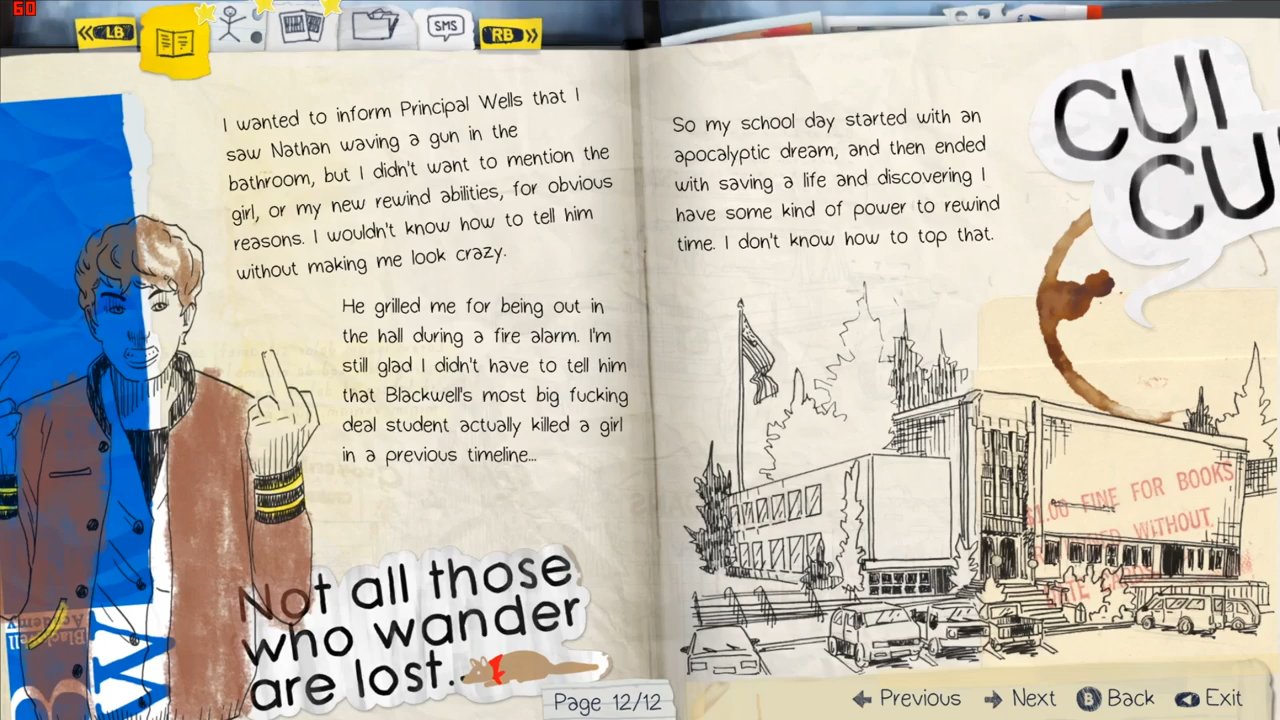 60
LB
SMS
RB
I wanted to inform Principal Wells that I
saw Nathan waving a gun in the
bathroom, but I didn't want to mention the
girl, or my new rewind abilities, for obvious
reasons. I wouldn't know how to tell him
without making me look crazy.
He grilled me for being out in
the hall during a fire alarm. I'm
still glad I didn't have to tell him
that Blackwell's most big fucking
deal student actually killed a girl
in a previous timeline...
Blackwell
Academy
Not all those
who wander
are lost.
So my school day started with an
apocalyptic dream, and then ended
with saving a life and discovering I
have some kind of power to rewind
time. I don't know how to top that.
CUI
CU
$1.00 FINE FOR BOOKS
WITHOUT
Page 12/12
Previous
Next
B Back
Exit